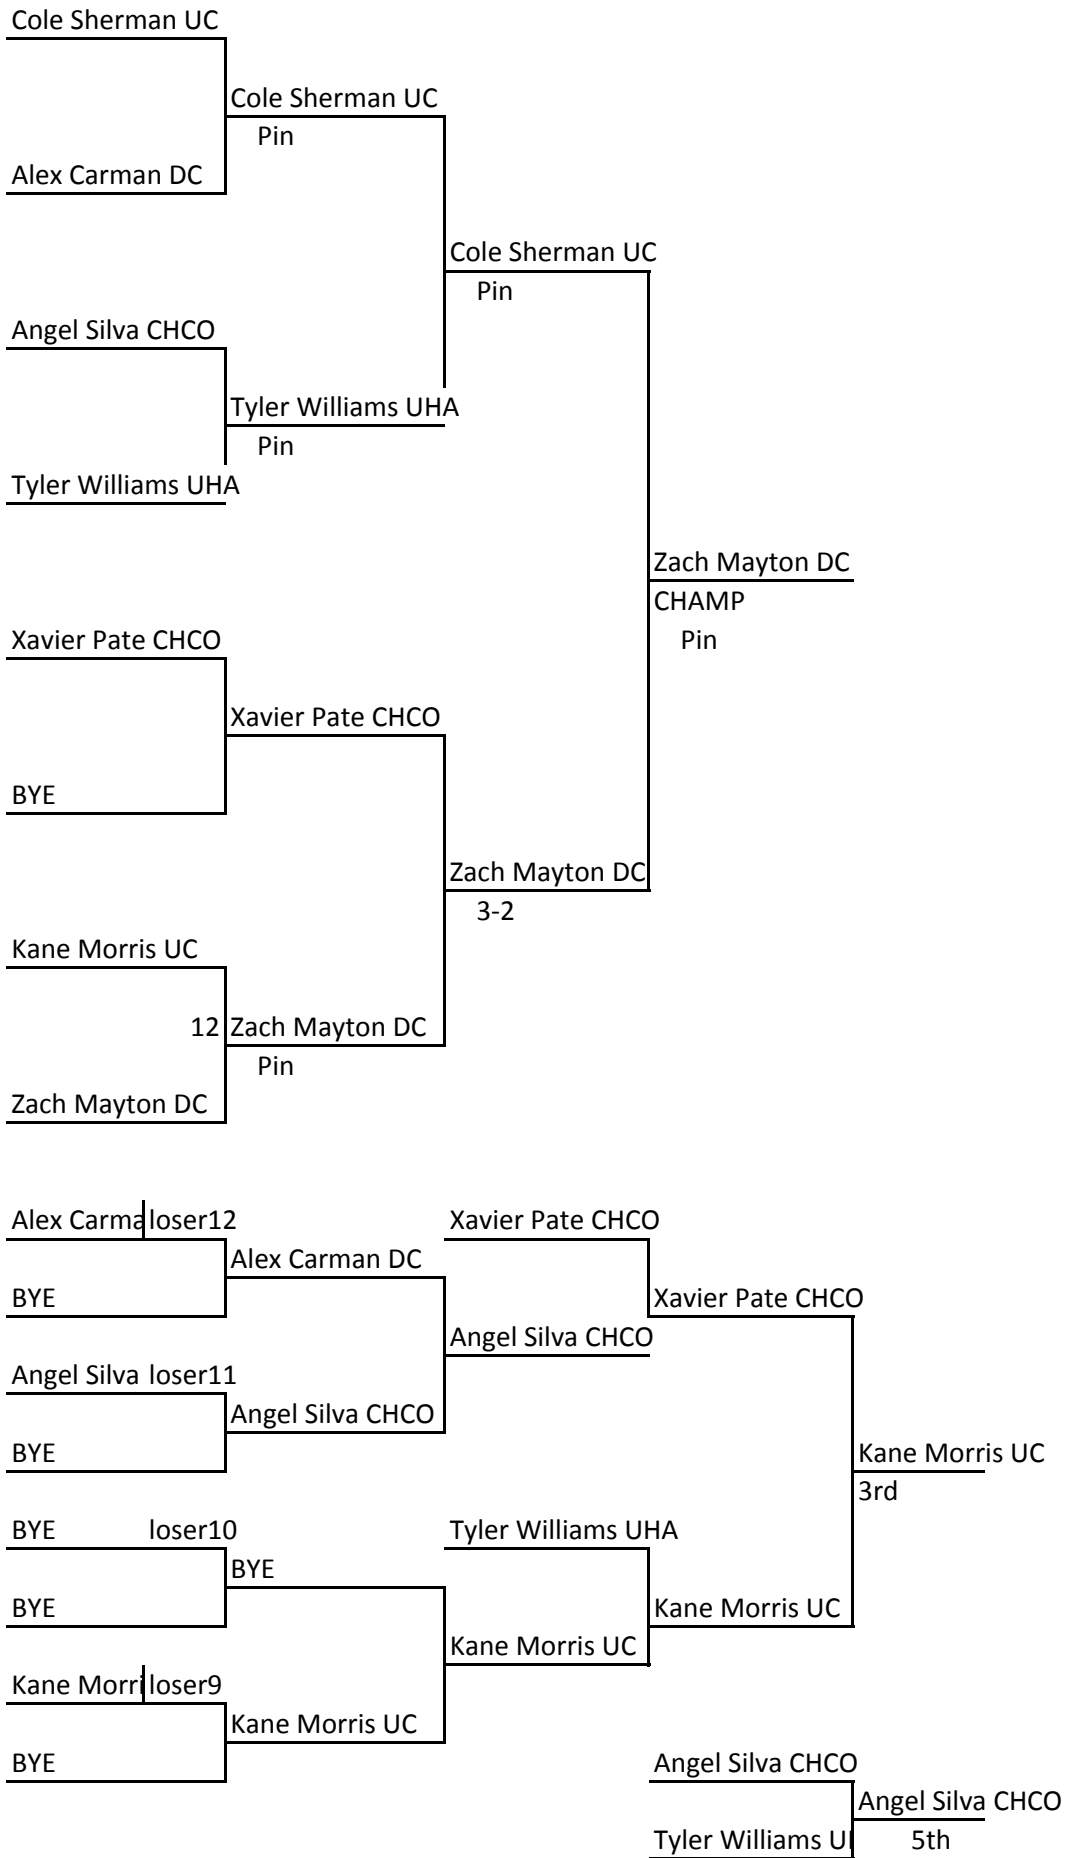 Cole Sherman UC
Cole Sherman UC
Pin
Alex Carman DC
Cole Sherman UC
Pin
Angel Silva CHCO
Tyler Williams UHA
Pin
Tyler Williams UHA
Zach Mayton DC
CHAMP
Xavier Pate CHCO
Pin
Xavier Pate CHCO
BYE
Zach Mayton DC
3-2
Kane Morris UC
12 Zach Mayton DC
Pin
Zach Mayton DC
Alex Carma loser12 Xavier Pate CHCO
Alex Carman DC
BYE Xavier Pate CHCO
Angel Silva CHCO
Angel Silva loser11
Angel Silva CHCO
BYE Kane Morris UC
3rd
BYE loser10 Tyler Williams UHA
BYE
BYE Kane Morris UC
Kane Morris UC
Kane Morri loser9
Kane Morris UC
BYE Angel Silva CHCO
Angel Silva CHCO
Tyler Williams U 5th